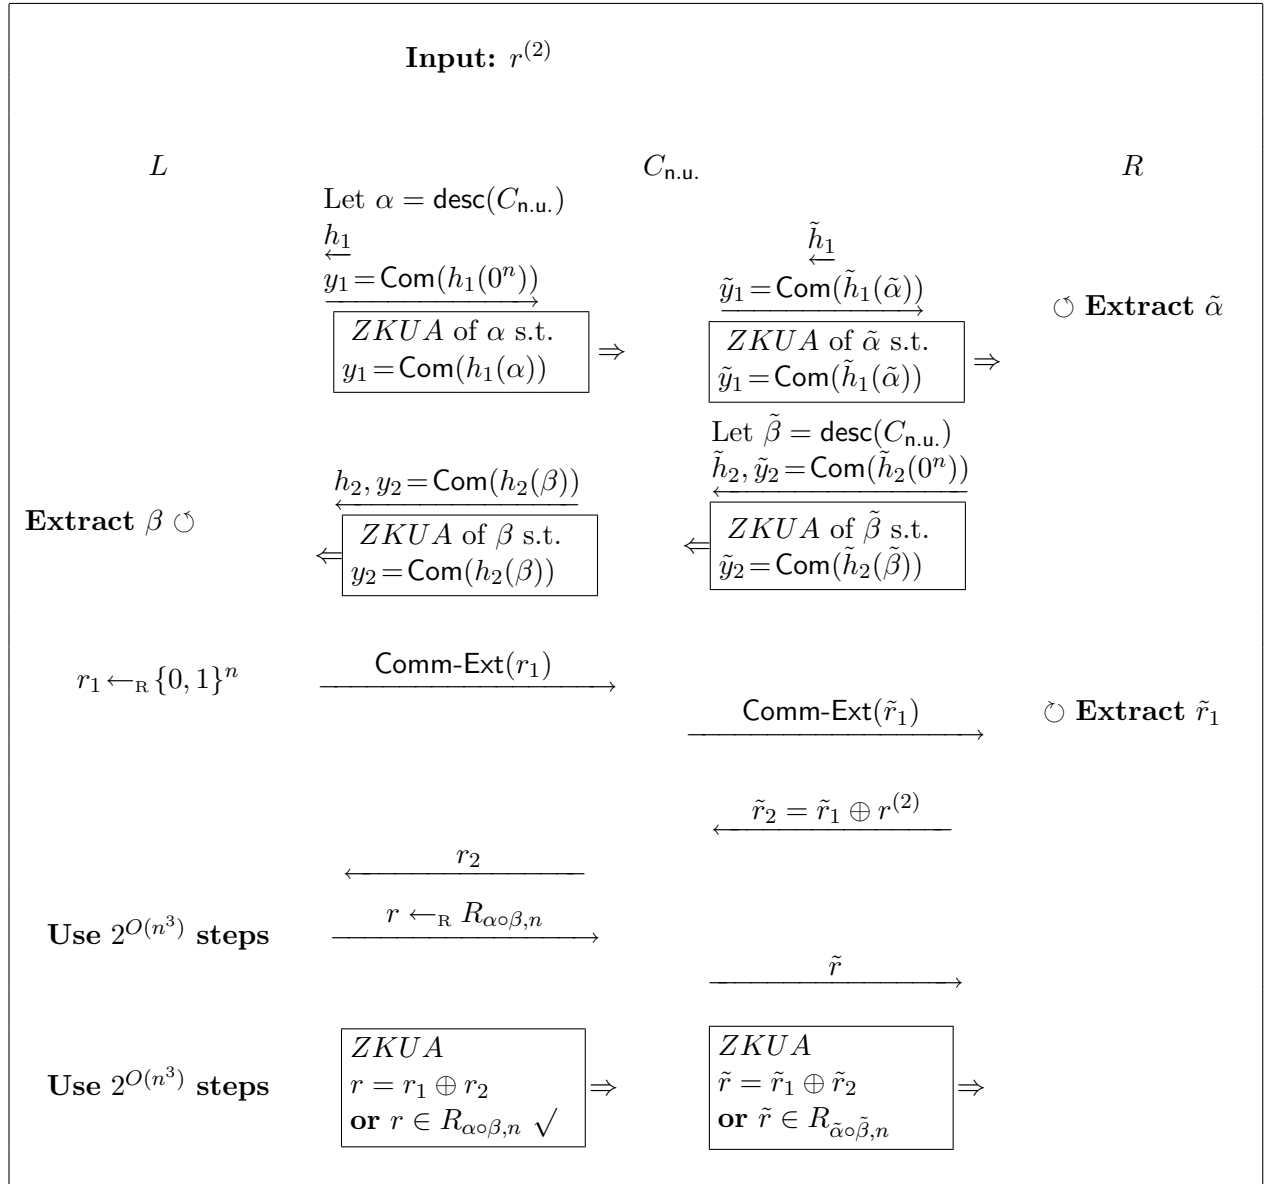 Input: r^{(2)}
L C_{n.u.} R
Let α = desc(C_{n.u.})
h_1
h̃_1
y_1 = Com(h_1(0^n))
ỹ_1 = Com(h̃_1(α̃))
↺ Extract α̃
ZKUA of α s.t.
y_1 = Com(h_1(α)) ⇒
ZKUA of α̃ s.t.
ỹ_1 = Com(h̃_1(α̃)) ⇒
Let β̃ = desc(C_{n.u.})
h̃_2, ỹ_2 = Com(h̃_2(0^n))
h_2, y_2 = Com(h_2(β))
Extract β ↺
⇐ ZKUA of β s.t.
y_2 = Com(h_2(β))
⇐ ZKUA of β̃ s.t.
ỹ_2 = Com(h̃_2(β̃))
r_1 ←_R {0, 1}^n
Comm-Ext(r_1)
Comm-Ext(r̃_1)
↻ Extract r̃_1
r̃_2 = r̃_1 ⊕ r^{(2)}
r_2
Use 2^{O(n^3)} steps
r ←_R R_{α∘β,n}
r̃
Use 2^{O(n^3)} steps
ZKUA
r = r_1 ⊕ r_2 ⇒
or r ∈ R_{α∘β,n} √
ZKUA
r̃ = r̃_1 ⊕ r̃_2 ⇒
or r̃ ∈ R_{α̃∘β̃,n}